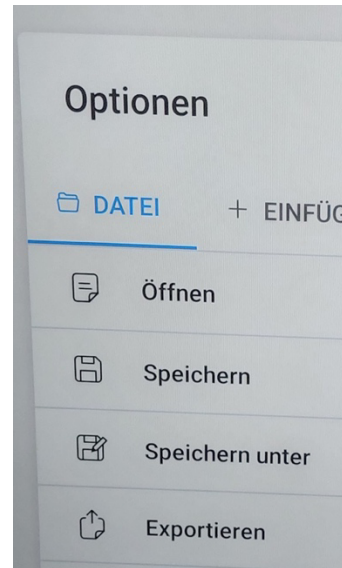 Optionen
DATEI + EINFÜG
Öffnen
Speichern
Speichern unter
Exportieren